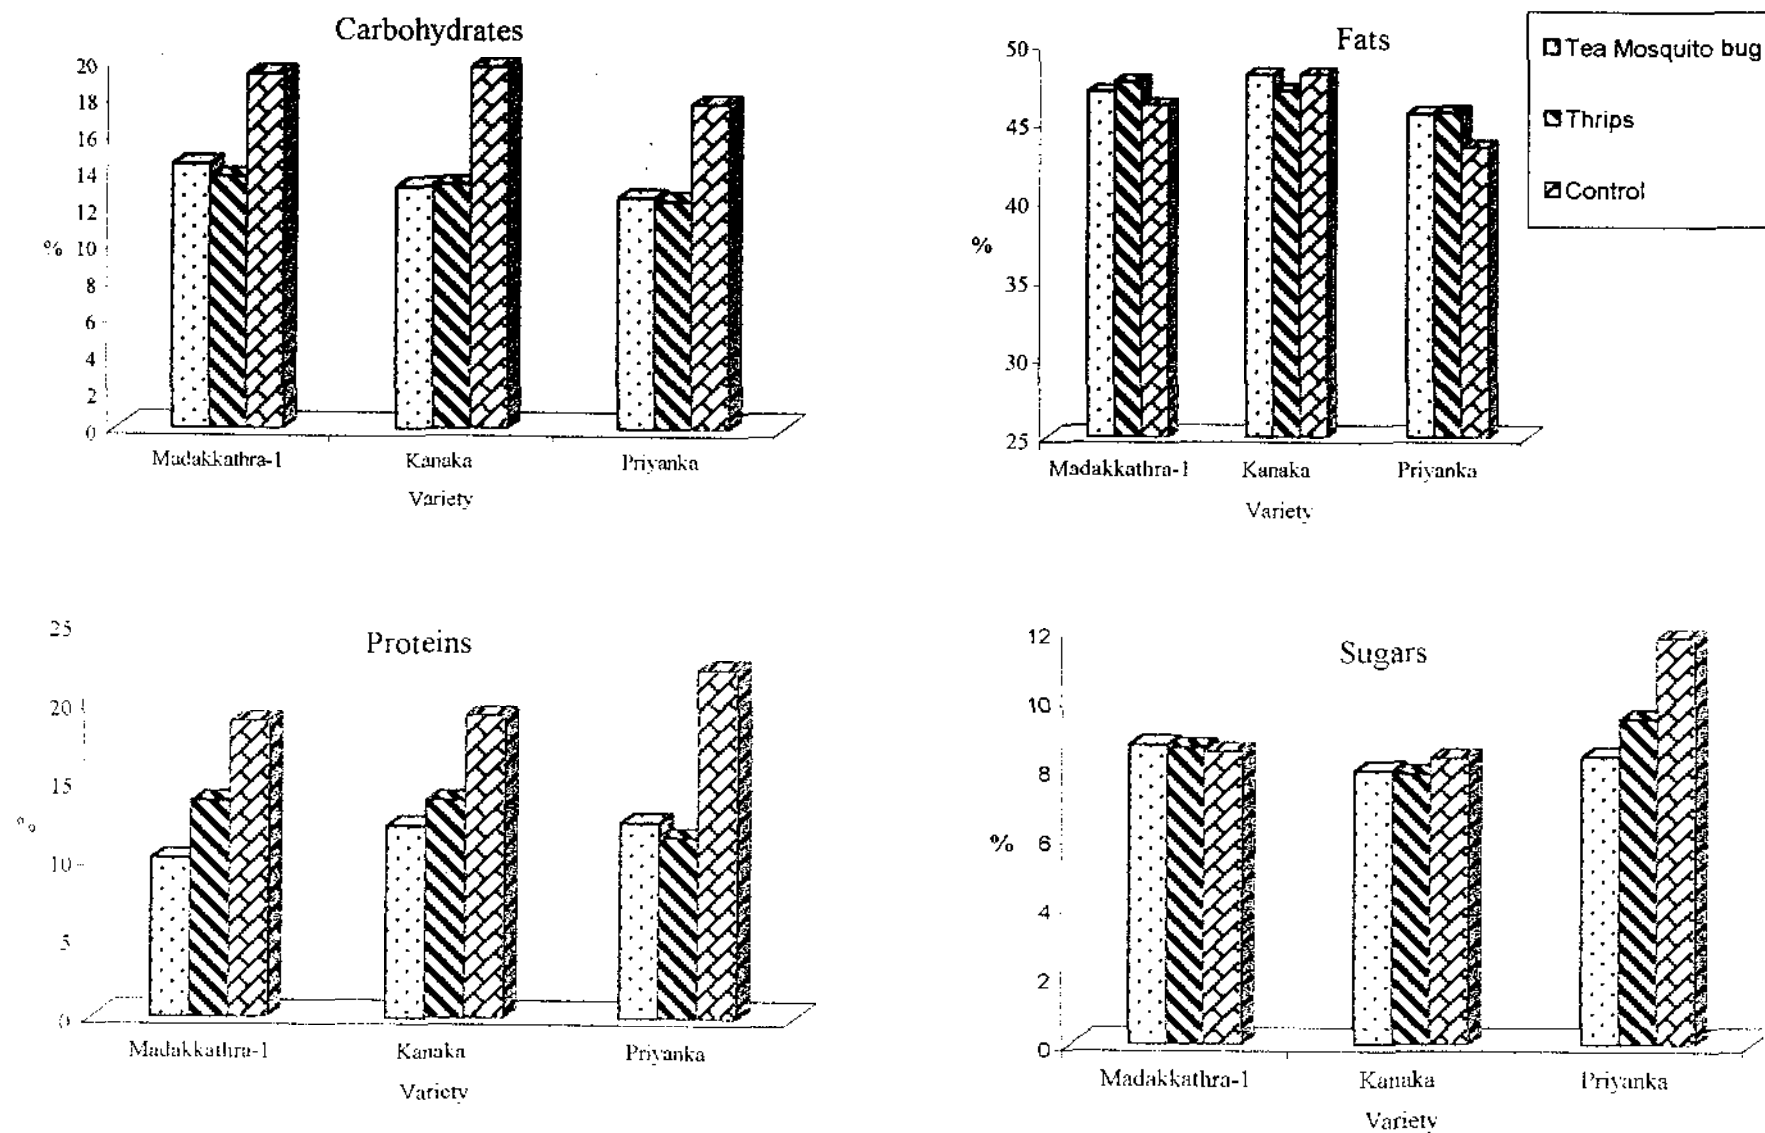 Carbohydrates
20
18
16
14
12
10
8
6
4
2
0
%
Madakkathra-1 Kanaka Priyanka
Variety
Fats
50
45
40
35
30
25
%
Madakkathra-1 Kanaka Priyanka
Variety
Tea Mosquito bug
Thrips
Control
Proteins
25
20
15
10
5
0
%
Madakkathra-1 Kanaka Priyanka
Variety
Sugars
12
10
8
6
4
2
0
%
Madakkathra-1 Kanaka Priyanka
Variety